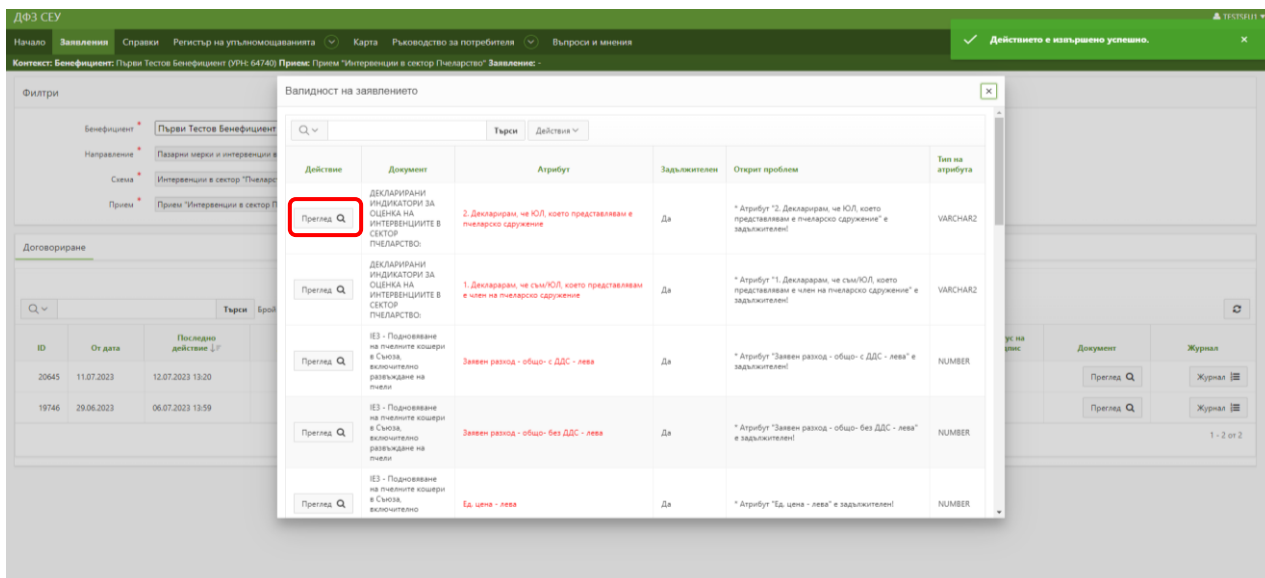 ДФЗ СЕУ
TESTSEU1
Начало Заявления Справки Регистър на упълномощаванията Карта Ръководство за потребителя Въпроси и мнения
Действието е извършено успешно.
Контекст: Бенефициент: Първи Тестов Бенефициент (УРН: 64740) Прием: Прием "Интервенции в сектор Пчеларство" Заявление: -
Филтри
Валидност на заявлението
Бенефициент * Първи Тестов Бенефициент
Направление * Пазарни мерки и интервенции в
Схема * Интервенции в сектор "Пчеларс
Прием * Прием "Интервенции в сектор П
Договориране
Търси Действия
Действие Документ Атрибут Задължителен Открит проблем Тип на
атрибута
Преглед
ДЕКЛАРИРАНИ
ИНДИКАТОРИ ЗА
ОЦЕНКА НА
ИНТЕРВЕНЦИИТЕ В
СЕКТОР
ПЧЕЛАРСТВО:
2. Декларирам, че ЮЛ, което представлявам е
пчеларско сдружение
Да
* Атрибут "2. Декларирам, че ЮЛ, което
представлявам е пчеларско сдружение" е
задължителен!
VARCHAR2
Преглед
ДЕКЛАРИРАНИ
ИНДИКАТОРИ ЗА
ОЦЕНКА НА
ИНТЕРВЕНЦИИТЕ В
СЕКТОР
ПЧЕЛАРСТВО:
1. Декларарам, че съм/ЮЛ, което представлявам
е член на пчеларско сдружение
Да
* Атрибут "1. Декларарам, че съм/ЮЛ, което
представлявам е член на пчеларско сдружение" е
задължителен!
VARCHAR2
Преглед
IE3 - Подновяване
на пчелните кошери
в Съюза,
включително
развъждане на
пчели
Заявен разход - общо- с ДДС - лева
Да
* Атрибут "Заявен разход - общо- с ДДС - лева" е
задължителен!
NUMBER
Преглед
IE3 - Подновяване
на пчелните кошери
в Съюза,
включително
развъждане на
пчели
Заявен разход - общо- без ДДС - лева
Да
* Атрибут "Заявен разход - общо- без ДДС - лева"
е задължителен!
NUMBER
Преглед
IE3 - Подновяване
на пчелните кошери
в Съюза,
включително
Ед. цена - лева
Да
* Атрибут "Ед. цена - лева" е задължителен!
NUMBER
Търси Брой
ID От дата Последно
действие
ус на
Документ Журнал
20645 11.07.2023 12.07.2023 13:20 Преглед Журнал
19746 29.06.2023 06.07.2023 13:59 Преглед Журнал
1 - 2 от 2